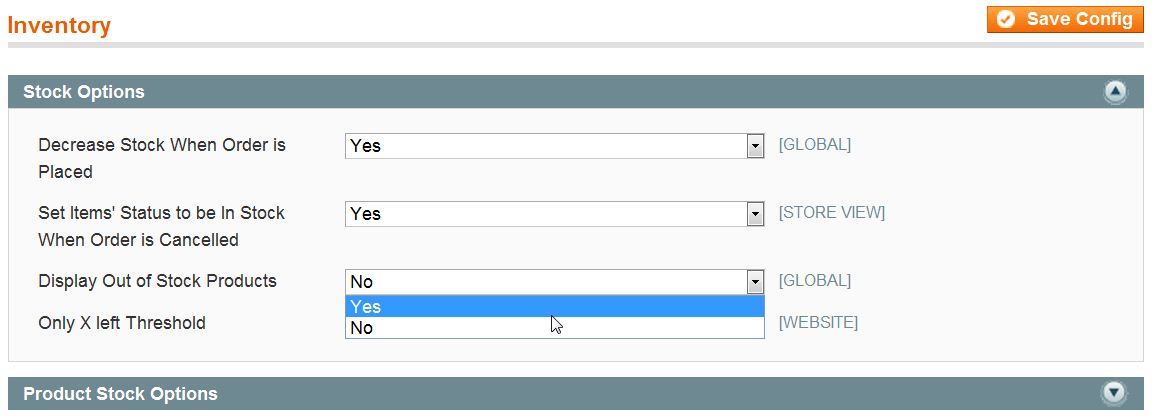 Inventory
Save Config
Stock Options
Decrease Stock When Order is
Placed
Yes
[GLOBAL]
Set Items' Status to be In Stock
When Order is Cancelled
Yes
[STORE VIEW]
Display Out of Stock Products
No
[GLOBAL]
Yes
No
Only X left Threshold
[WEBSITE]
Product Stock Options